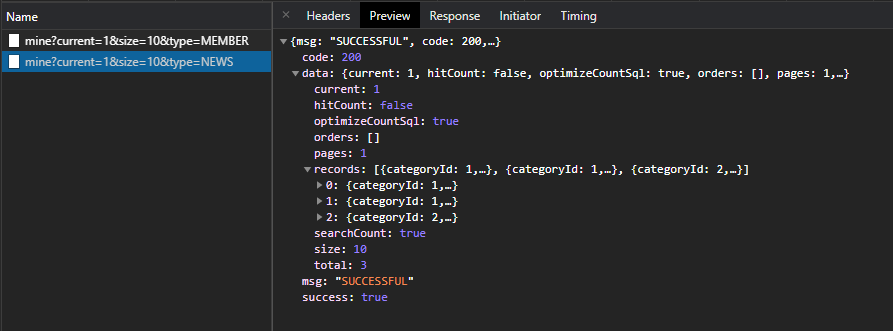 Name
mine?current=1&size=10&type=MEMBER
mine?current=1&size=10&type=NEWS
× Headers Preview Response Initiator Timing
{msg: "SUCCESSFUL", code: 200,…}
code: 200
data: {current: 1, hitCount: false, optimizeCountSql: true, orders: [], pages: 1,…}
current: 1
hitCount: false
optimizeCountSql: true
orders: []
pages: 1
records: [{categoryId: 1,…}, {categoryId: 1,…}, {categoryId: 2,…}]
0: {categoryId: 1,…}
1: {categoryId: 1,…}
2: {categoryId: 2,…}
searchCount: true
size: 10
total: 3
msg: "SUCCESSFUL"
success: true